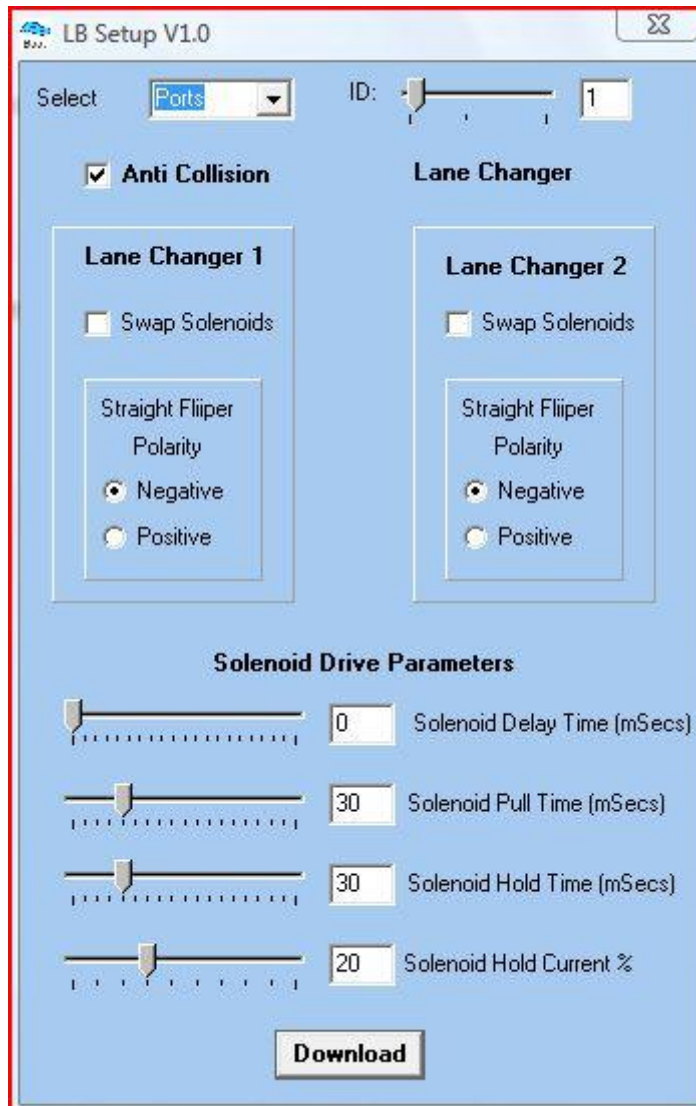 LB Setup V1.0
Select Ports ID: 1
Anti Collision
Lane Changer
Lane Changer 1
Swap Solenoids
Straight Fliiper
Polarity
Negative
Positive
Lane Changer 2
Swap Solenoids
Straight Fliiper
Polarity
Negative
Positive
Solenoid Drive Parameters
0 Solenoid Delay Time (mSecs)
30 Solenoid Pull Time (mSecs)
30 Solenoid Hold Time (mSecs)
20 Solenoid Hold Current %
Download